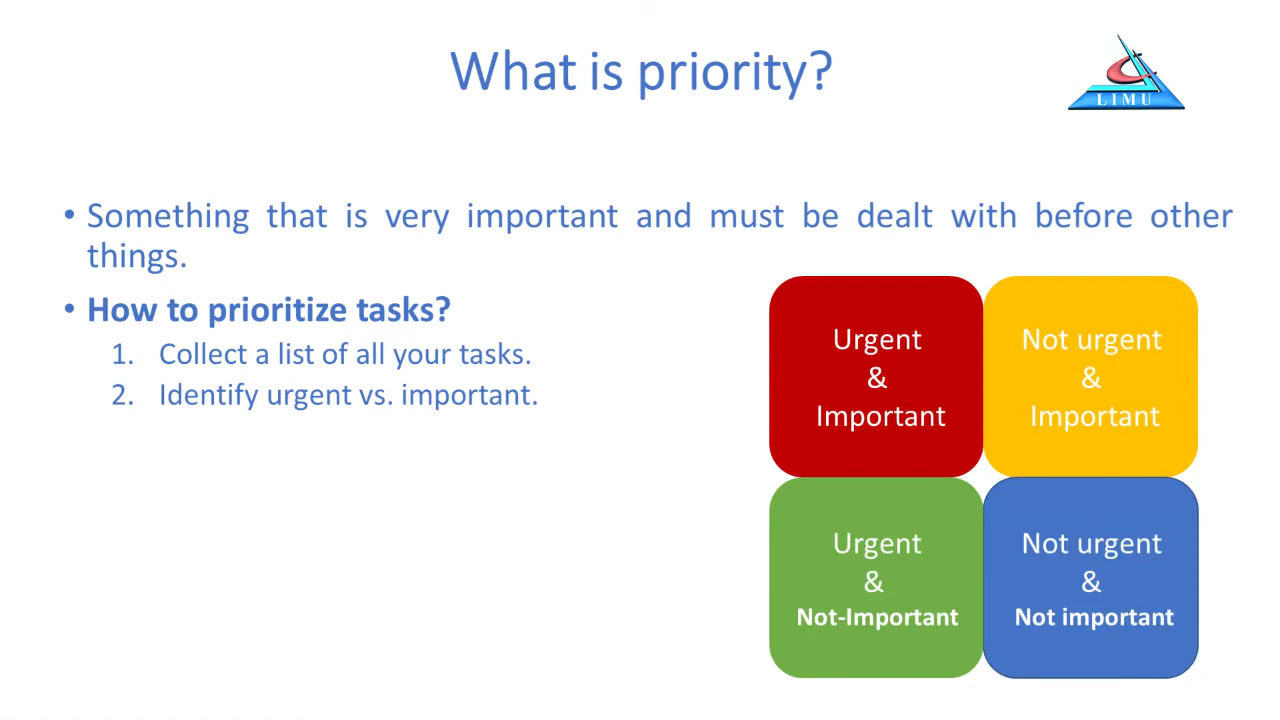 What is priority?
LIMU
• Something that is very important and must be dealt with before other
things.
• How to prioritize tasks?
1. Collect a list of all your tasks.
2. Identify urgent vs. important.
Urgent
&
Important
Not urgent
&
Important
Urgent
&
Not-Important
Not urgent
&
Not important